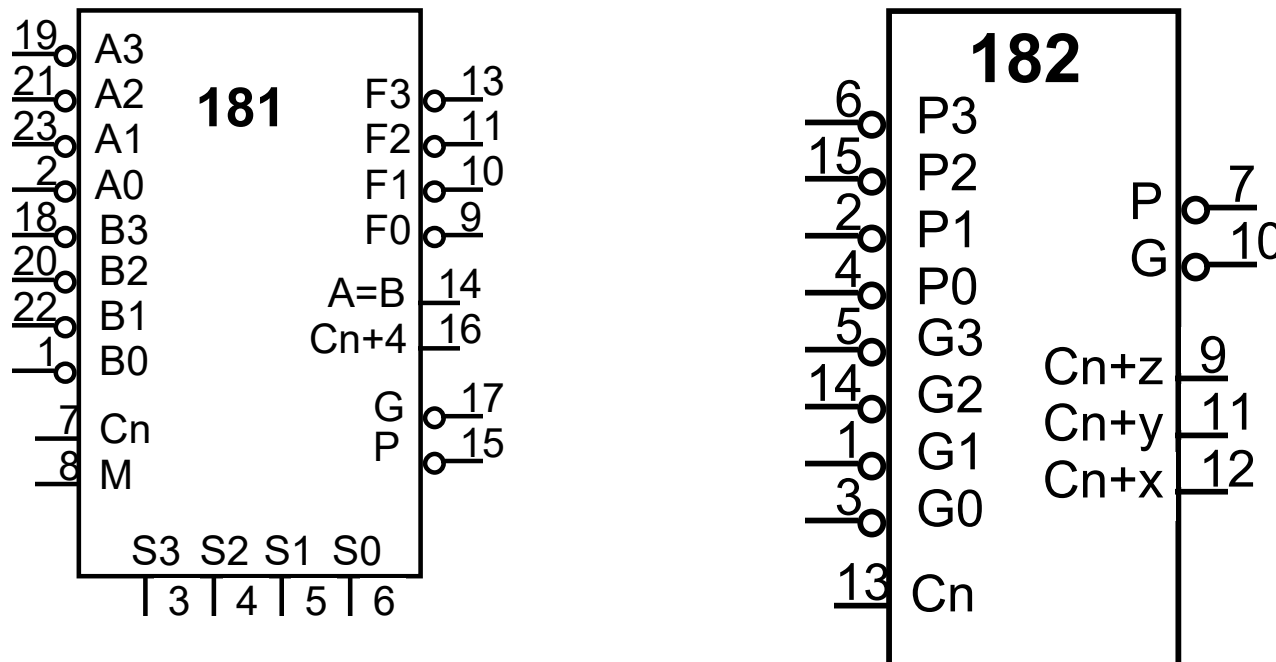 181
19 A3
21 A2
23 A1
2 A0
18 B3
20 B2
22 B1
1 B0
7 Cn
8 M
F3 13
F2 11
F1 10
F0 9
A=B 14
Cn+4 16
G 17
P 15
S3 S2 S1 S0
3 4 5 6
182
6 P3
15 P2
2 P1
4 P0
5 G3
14 G2
1 G1
3 G0
13 Cn
P 7
G 10
Cn+z 9
Cn+y 11
Cn+x 12